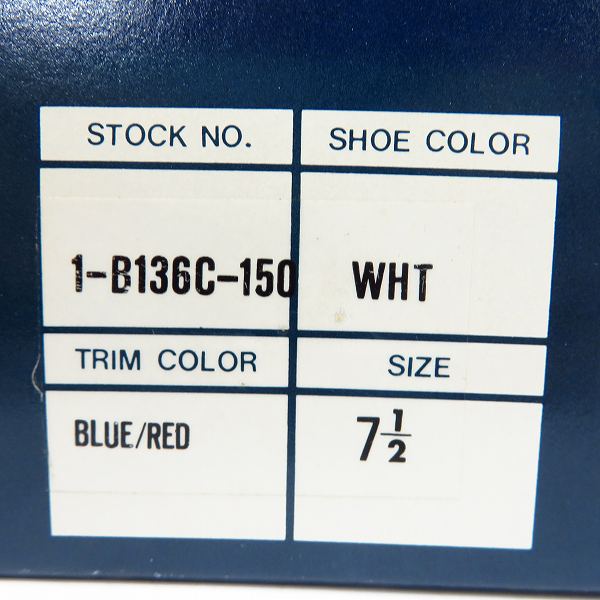 STOCK NO. SHOE COLOR
1-B136C-150 WHT
TRIM COLOR SIZE
BLUE/RED 7½